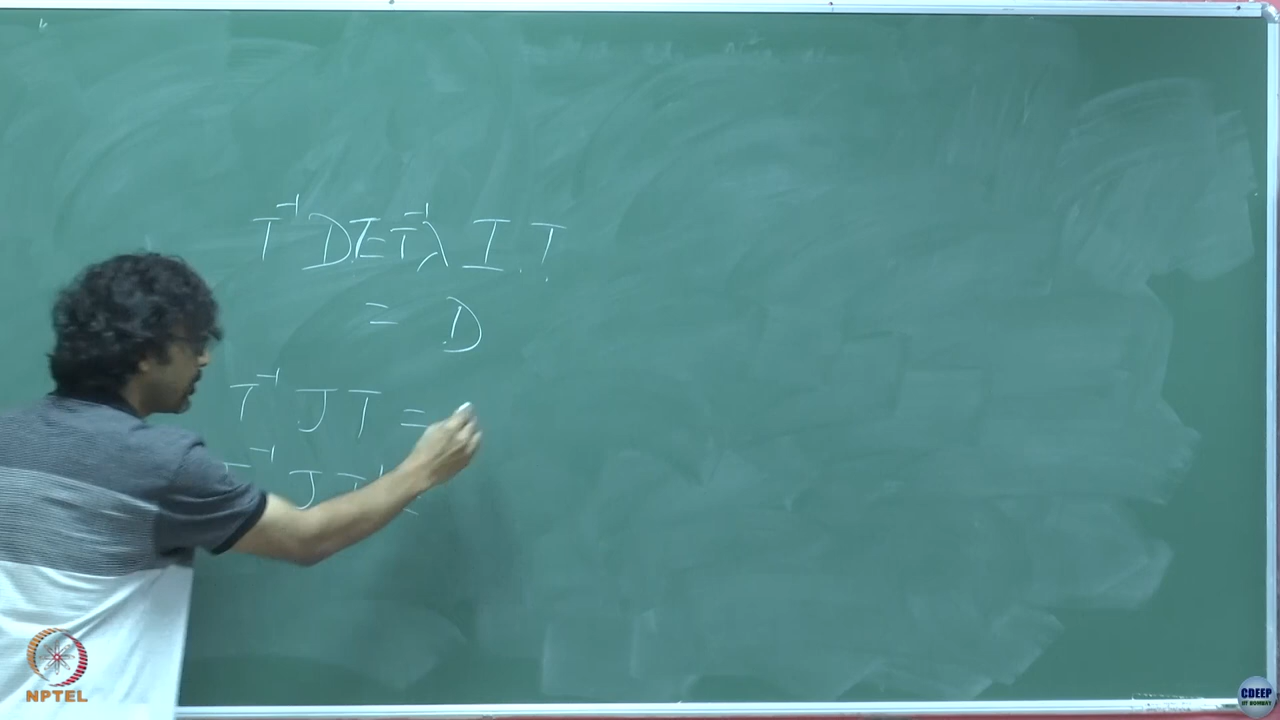 T⁻¹ D T = T⁻¹ λ I T
= D
T⁻¹ J T =
T⁻¹ J T
NPTEL
CDEEP
IIT BOMBAY